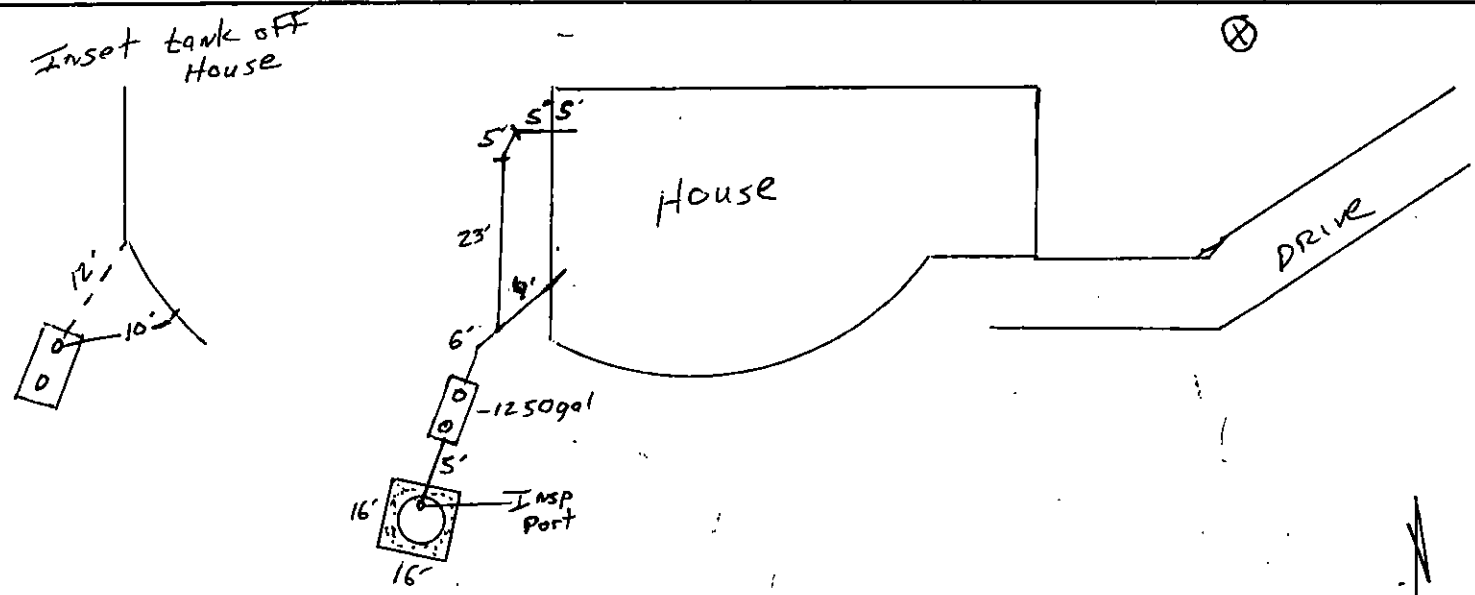 Inset tank off
House
12'
10'
5' 5'
5'
23'
House
6'
-1250gal
5'
16'
Insp
Port
16'
DRIVE
N